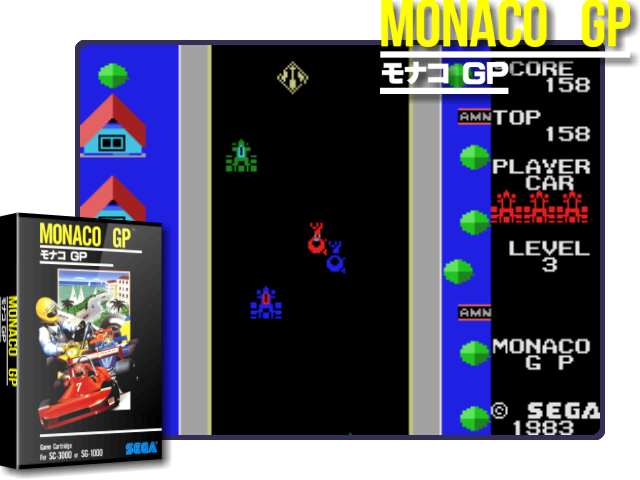 MONACO GP
モナコ GP
SCORE
158
AMN
TOP
158
PLAYER
CAR
LEVEL
3
AMN
MONACO
G P
© SEGA
1983
MONACO GP
モナコ GP
MONACO GP
モナコ GP
7
Game Cartridge
For SC-3000 or SG-1000
SEGA